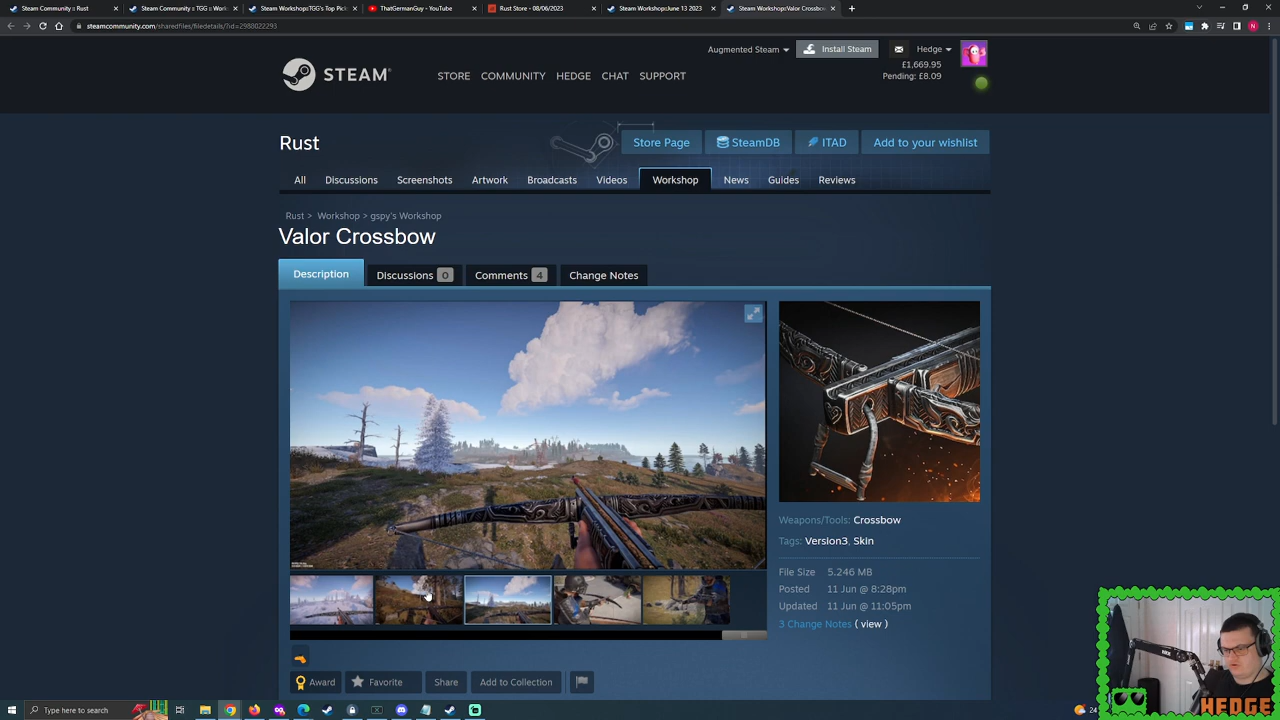 Steam Community :: Rust
Steam Community :: TGG :: Work
Steam Workshop::TGG's Top Pic
ThatGermanGuy - YouTube
Rust Store - 08/06/2023
Steam Workshop::June 13 2023
Steam Workshop::Valor Crossbow
steamcommunity.com/sharedfiles/filedetails/?id=2988022293
STEAM
STORE COMMUNITY HEDGE CHAT SUPPORT
Augmented Steam
Install Steam
Hedge
£1,669.95
Pending: £8.09
Rust
Store Page
SteamDB
ITAD
Add to your wishlist
All Discussions Screenshots Artwork Broadcasts Videos Workshop News Guides Reviews
Rust > Workshop > gspy's Workshop
Valor Crossbow
Description
Discussions 0
Comments 4
Change Notes
Weapons/Tools: Crossbow
Tags: Version3, Skin
File Size 5.246 MB
Posted 11 Jun @ 8:28pm
Updated 11 Jun @ 11:05pm
3 Change Notes ( view )
Award
Favorite
Share
Add to Collection
Type here to search
24
HEDGE